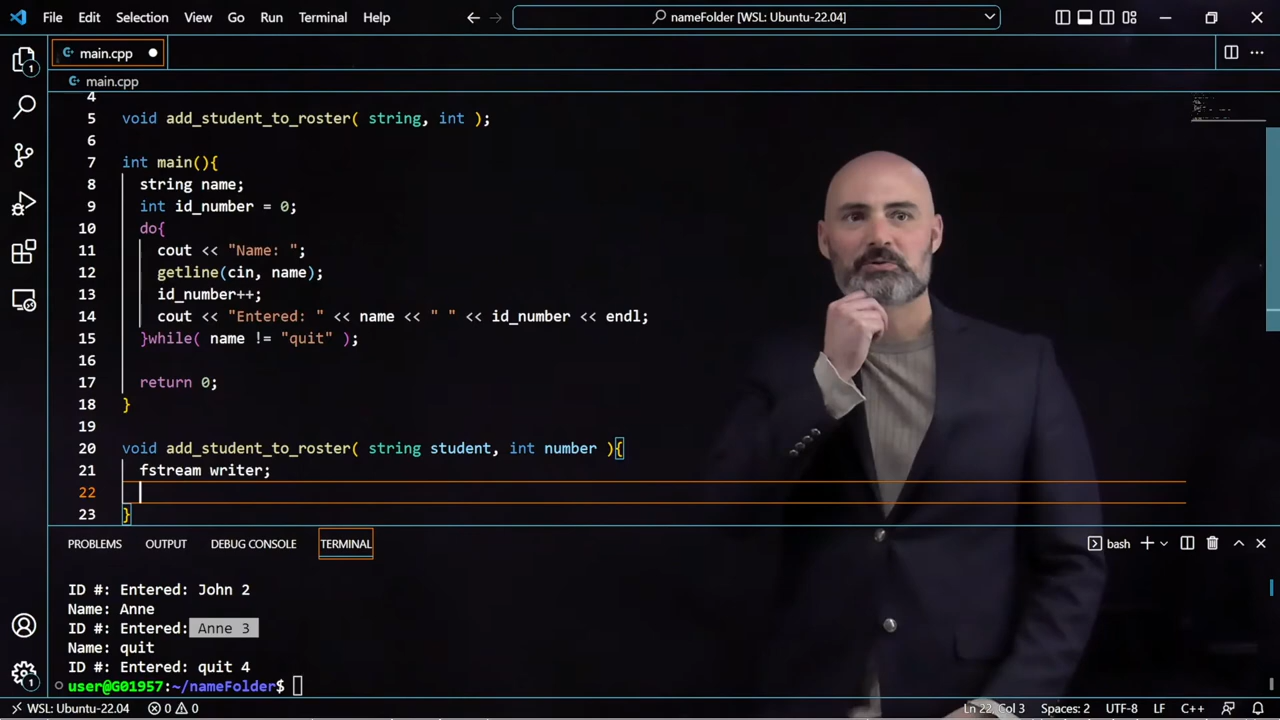 File Edit Selection View Go Run Terminal Help nameFolder [WSL: Ubuntu-22.04]
1 main.cpp
main.cpp
4
5 void add_student_to_roster( string, int );
6
7 int main(){
8 string name;
9 int id_number = 0;
10 do{
11 cout << "Name: ";
12 getline(cin, name);
13 id_number++;
14 cout << "Entered: " << name << " " << id_number << endl;
15 }while( name != "quit" );
16
17 return 0;
18 }
19
20 void add_student_to_roster( string student, int number ){
21 fstream writer;
22
23 }
PROBLEMS OUTPUT DEBUG CONSOLE TERMINAL bash
ID #: Entered: John 2
Name: Anne
ID #: Entered: Anne 3
Name: quit
ID #: Entered: quit 4
user@G01957:~/nameFolder$
1
WSL: Ubuntu-22.04 0 0 Ln 22, Col 3 Spaces: 2 UTF-8 LF C++